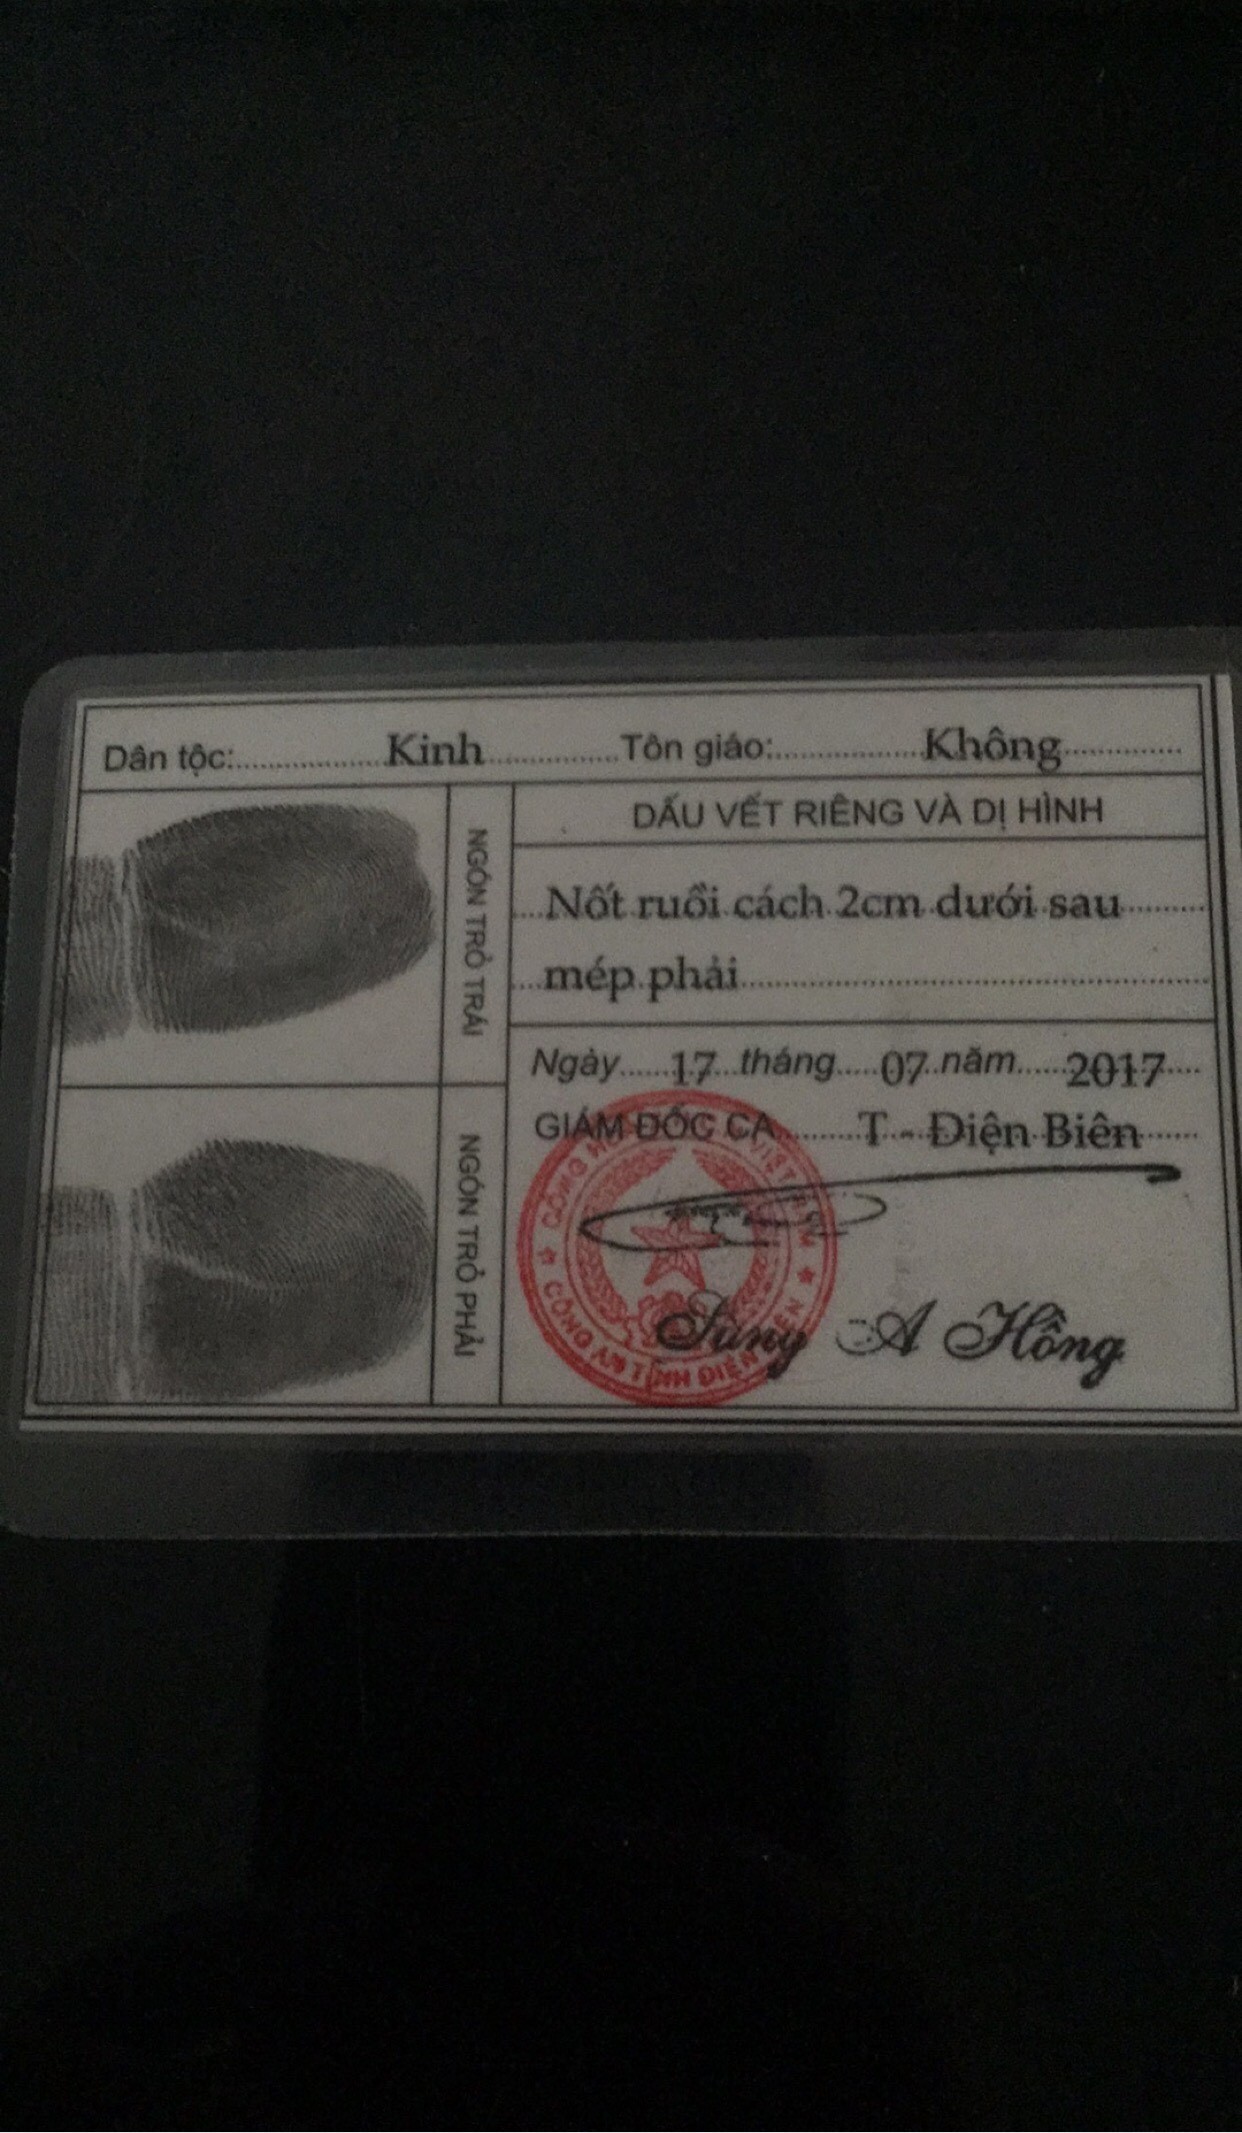 Dân tộc: Kinh Tôn giáo: Không
NGÓN TRỎ TRÁI
DẤU VẾT RIÊNG VÀ DỊ HÌNH
Nốt ruồi cách 2cm dưới sau
mép phải
NGÓN TRỎ PHẢI
Ngày 17 tháng 07 năm 2017
GIÁM ĐỐC CA T - Điện Biên
CÔNG AN TỈNH ĐIỆN BIÊN
Sùng A Hồng